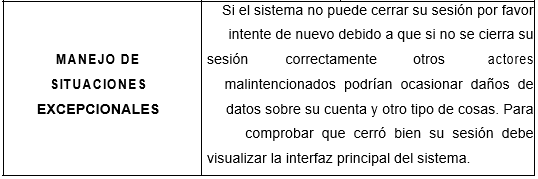 MANEJO DE
SITUACIONES
EXCEPCIONALES
Si el sistema no puede cerrar su sesión por favor
intente de nuevo debido a que si no se cierra su
sesión correctamente otros actores
malintencionados podrían ocasionar daños de
datos sobre su cuenta y otro tipo de cosas. Para
comprobar que cerró bien su sesión debe
visualizar la interfaz principal del sistema.